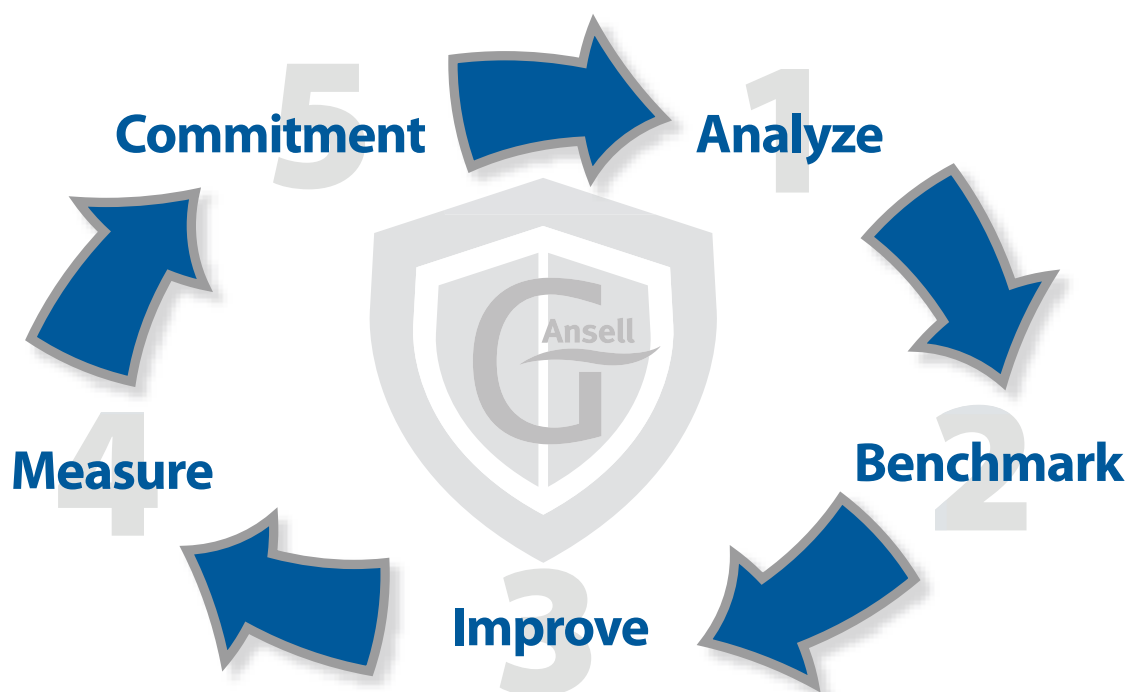 5
Commitment
1
Analyze
G
Ansell
4
Measure
2
Benchmark
3
Improve